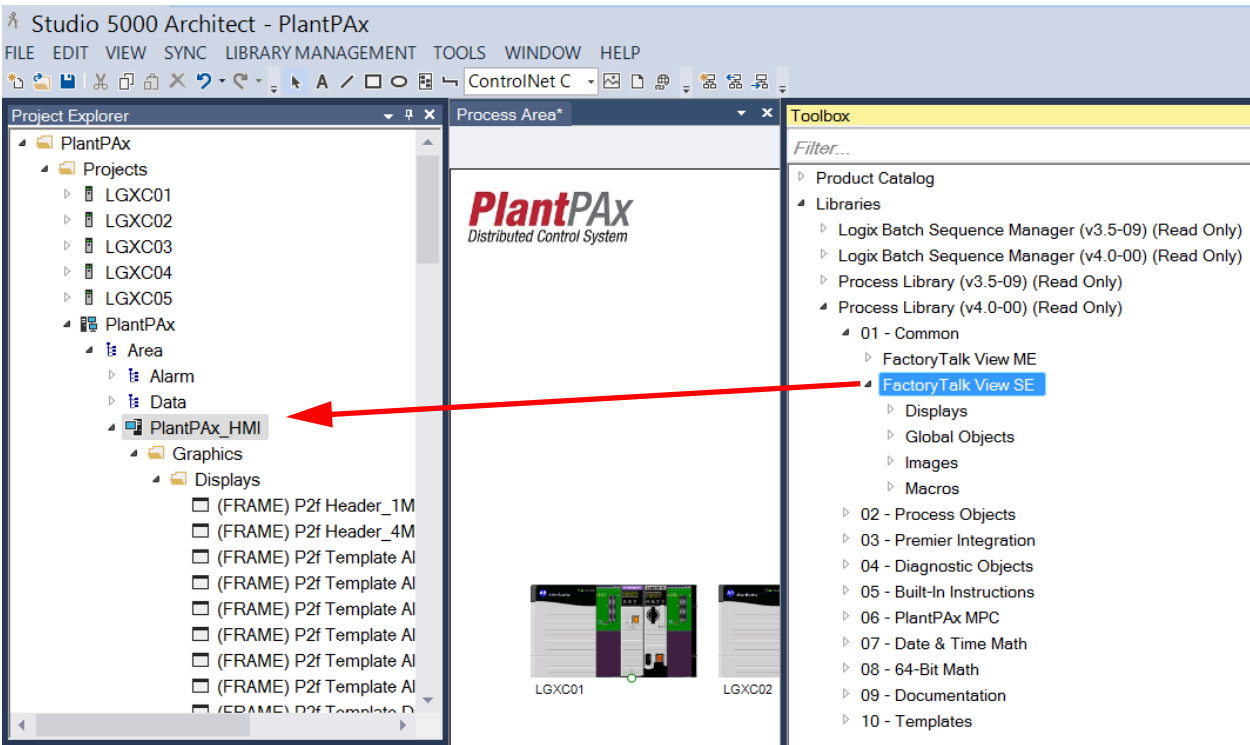 Studio 5000 Architect - PlantPAx
FILE EDIT VIEW SYNC LIBRARY MANAGEMENT TOOLS WINDOW HELP
ControlNet C
Project Explorer
PlantPAx
Projects
LGXC01
LGXC02
LGXC03
LGXC04
LGXC05
PlantPAx
Area
Alarm
Data
PlantPAx_HMI
Graphics
Displays
(FRAME) P2f Header_1M
(FRAME) P2f Header_4M
(FRAME) P2f Template Al
(FRAME) P2f Template Al
(FRAME) P2f Template Al
(FRAME) P2f Template Al
(FRAME) P2f Template Al
(FRAME) P2f Template Al
(FRAME) P2f Template D
Process Area*
PlantPAx
Distributed Control System
LGXC01
LGXC02
Toolbox
Filter...
Product Catalog
Libraries
Logix Batch Sequence Manager (v3.5-09) (Read Only)
Logix Batch Sequence Manager (v4.0-00) (Read Only)
Process Library (v3.5-09) (Read Only)
Process Library (v4.0-00) (Read Only)
01 - Common
FactoryTalk View ME
FactoryTalk View SE
Displays
Global Objects
Images
Macros
02 - Process Objects
03 - Premier Integration
04 - Diagnostic Objects
05 - Built-In Instructions
06 - PlantPAx MPC
07 - Date & Time Math
08 - 64-Bit Math
09 - Documentation
10 - Templates